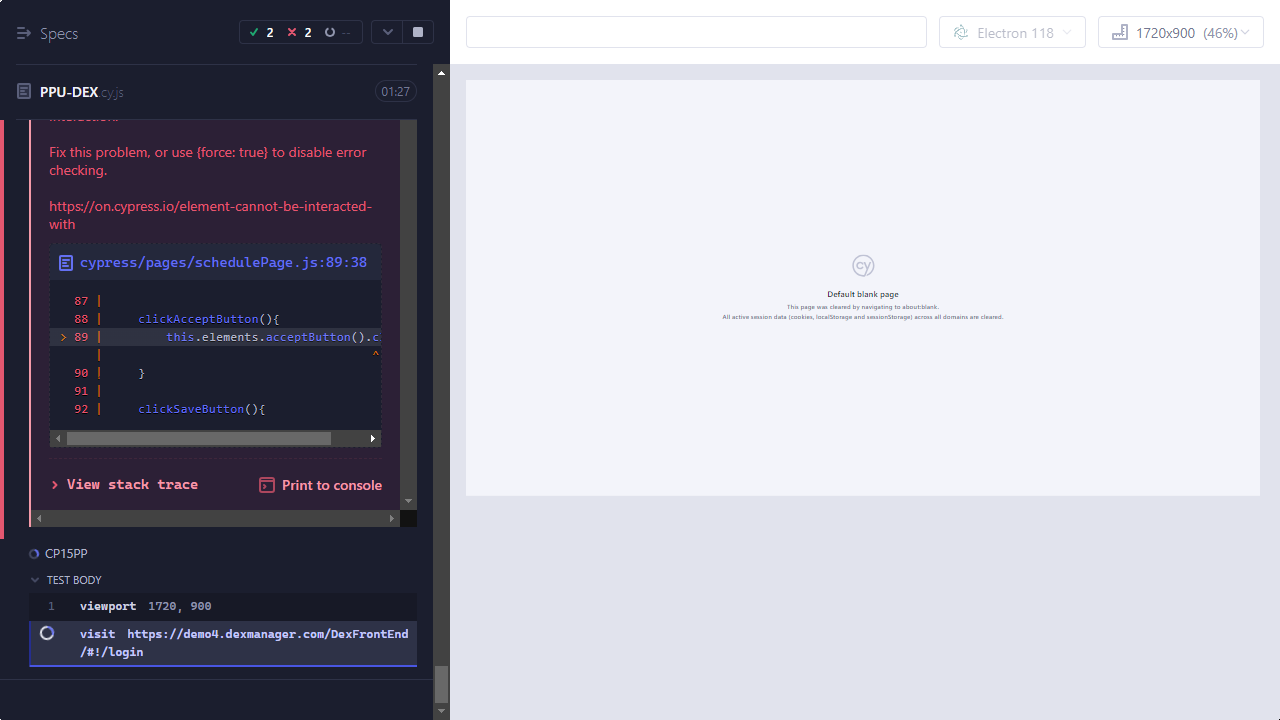 Specs
2
2
--
Electron 118
1720x900 (46%)
PPU-DEX.cy.js
01:27
interaction.
Fix this problem, or use {force: true} to disable error
checking.
https://on.cypress.io/element-cannot-be-interacted-
with
cypress/pages/schedulePage.js:89:38
87 |
88 |     clickAcceptButton(){
> 89 |         this.elements.acceptButton().c
|                                       ^
90 |     }
91 |
92 |     clickSaveButton(){
> View stack trace
Print to console
CP15PP
TEST BODY
1 viewport 1720, 900
visit https://demo4.dexmanager.com/DexFrontEnd
/#!/login
cy
Default blank page
This page was cleared by navigating to about:blank.
All active session data (cookies, localStorage and sessionStorage) across all domains are cleared.